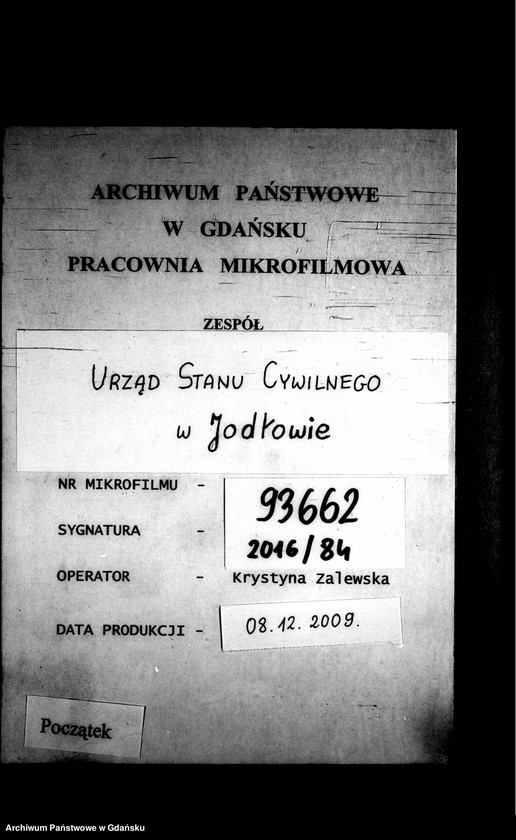 ARCHIWUM PAŃSTWOWE
W GDAŃSKU
PRACOWNIA MIKROFILMOWA
ZESPÓŁ
URZĄD STANU CYWILNEGO
w Jodłowie
NR MIKROFILMU - 93662
SYGNATURA - 2016/84
OPERATOR - Krystyna Zalewska
DATA PRODUKCJI - 08.12.2009.
Początek
Archiwum Państwowe w Gdańsku